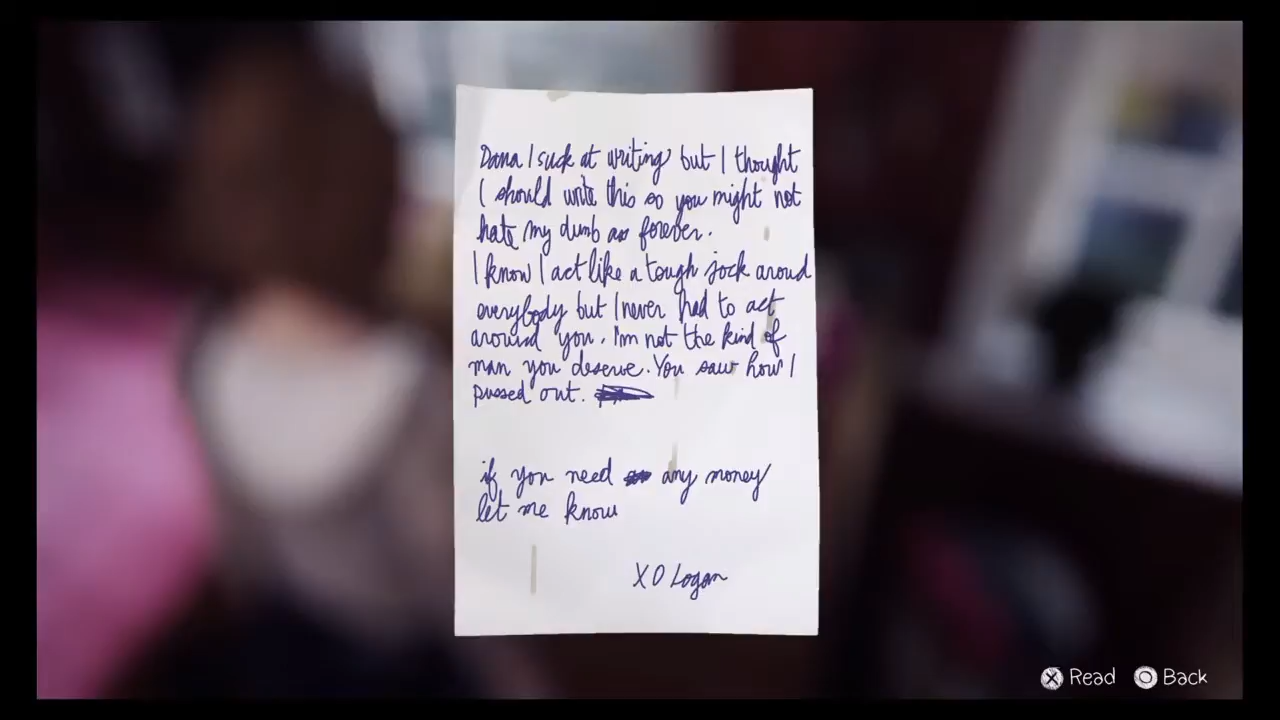 Dana I suck at writing but I thought
I should write this so you might not
hate my dumb ass forever.
I know I act like a tough jock aroud
everybody but I never had to act
around you. I'm not the kind of
man you deserve. You saw how I
pussed out.
if you need any money
let me know
XO Logan
Read Back